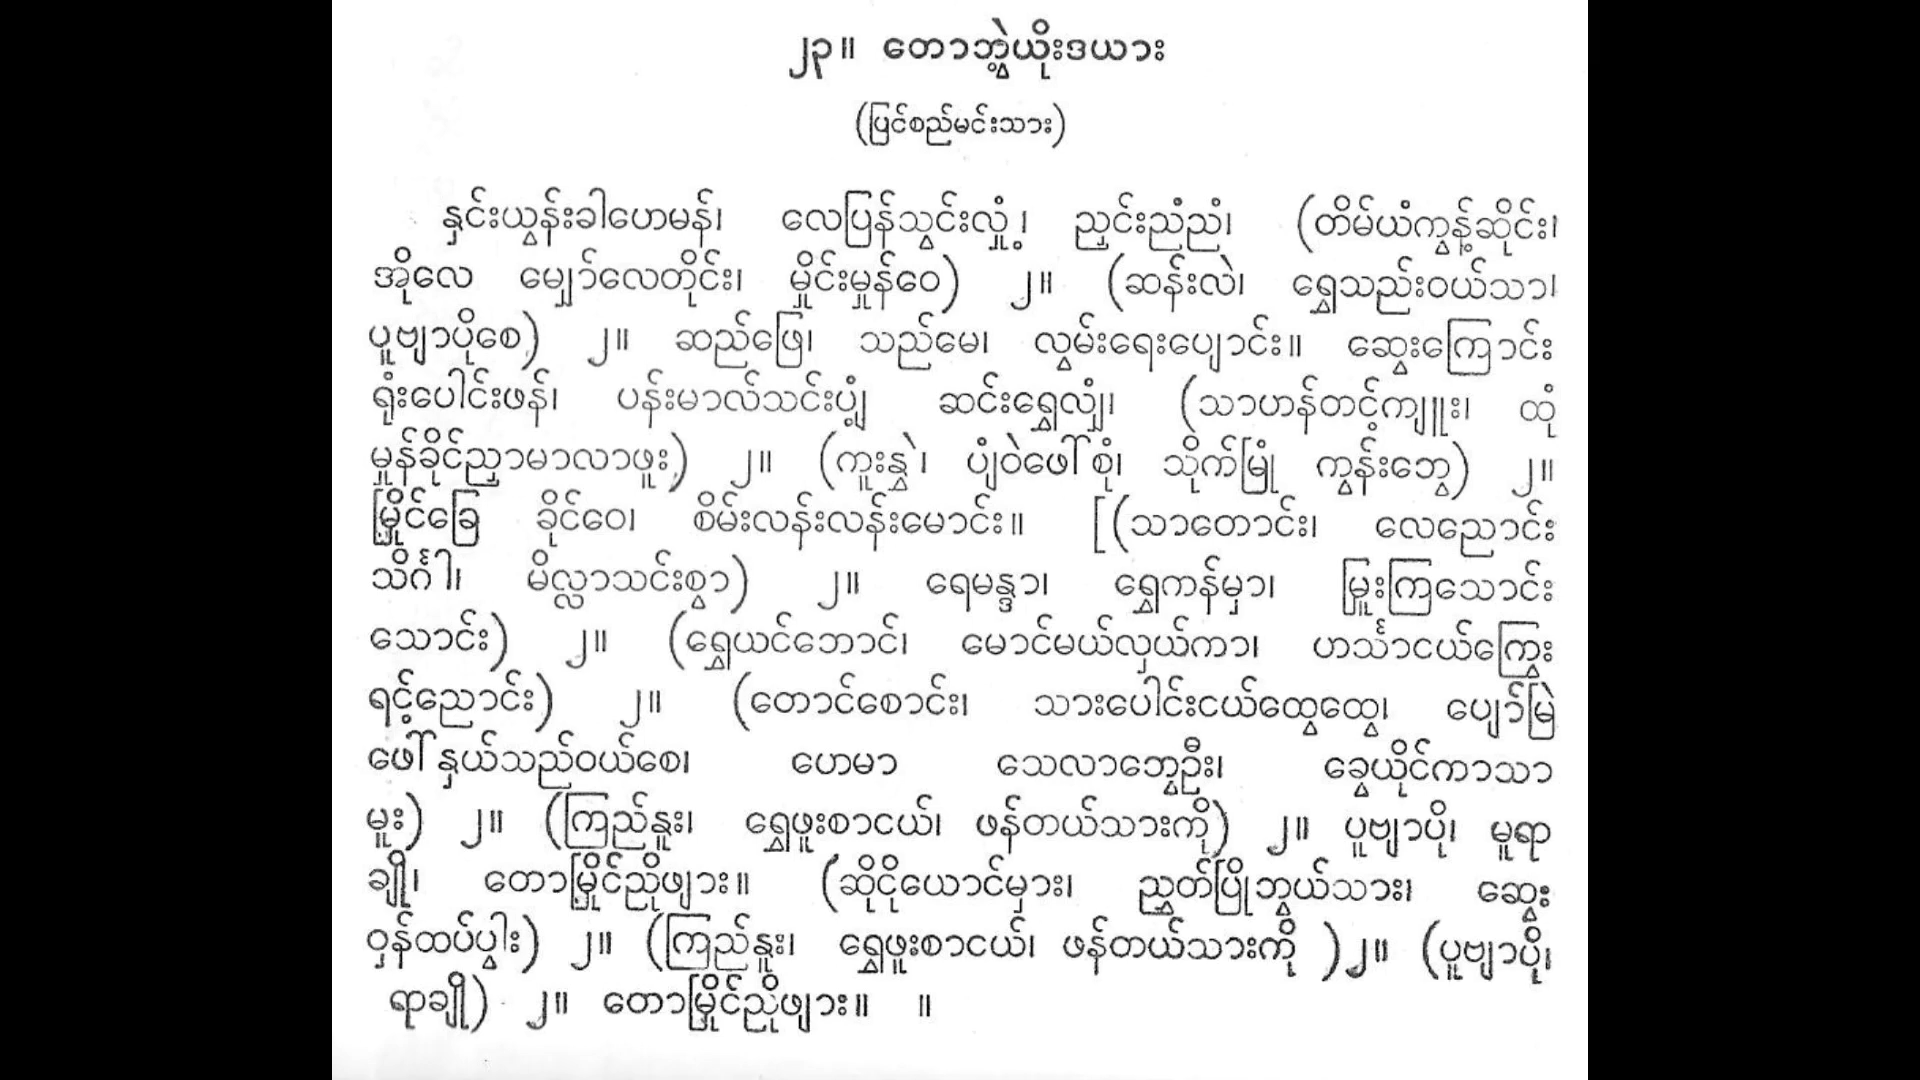 ၂၃။ တောဘွဲ့ယိုးဒယား
(ပြင်စည်မင်းသား)
နှင်းယွန်းခါဟေမန်၊ လေပြန်သွင်းလှုံ့၊ ညှင်းညံညံ၊ (တိမ်ယံကွန့်ဆိုင်း၊
အိုလေ မျှော်လေတိုင်း၊ မှိုင်းမှုန်ဝေ) ၂။ (ဆန်းလဲ၊ ရွှေသည်းဝယ်သာ၊
ပူဗျာပိုစေ) ၂။ ဆည်ဖြေ၊ သည်မေ၊ လွမ်းရေးပျောင်း။ ဆွေးကြောင်း
ရုံးပေါင်းဖန်၊ ပန်းမာလ်သင်းပျံ့ ဆင်းရွှေလျှံ၊ (သာဟန်တင့်ကျူး၊ ထုံ
မှုန်ခိုင်ညှာမာလာဖူး) ၂။ (ကူးနွှဲ၊ ပျံဝဲဖေါ်စုံ၊ သိုက်မြုံ ကွန်းဘွေ) ၂။
မြှိုင်ခြေ ခိုင်ဝေ၊ စိမ်းလန်းလန်းမောင်း။ [(သာတောင်း၊ လေညောင်း
သိင်္ဂါ၊ မိလ္လာသင်းစွာ) ၂။ ရေမန္ဒာ၊ ရွှေကန်မှာ၊ မြူးကြသောင်း
သောင်း) ၂။ (ရွှေယင်ဘောင်၊ မောင်မယ်လှယ်ကာ၊ ဟင်္သာငယ်ကြွေး
ရင့်ညောင်း) ၂။ (တောင်စောင်း၊ သားပေါင်းငယ်ထွေထွေ၊ ပျော်မြဲ
ဖေါ်နှယ်သည်ဝယ်စေ၊ ဟေမာ သေလာဘွေ့ဦး၊ ခွေယိုင်ကာသာ
မူး) ၂။ (ကြည်နူး၊ ရွှေဖူးစာငယ်၊ ဖန်တယ်သားကို) ၂။ ပူဗျာပို၊ မူရာ
ချို၊ တောမြှိုင်ညိုဖျား။ (ဆိုငိုယောင်မှား၊ ညွှတ်ပြိုဘွယ်သား၊ ဆွေး
ဝှန်ထပ်ပွါး) ၂။ (ကြည်နူး၊ ရွှေဖူးစာငယ်၊ ဖန်တယ်သားကို )၂။ (ပူဗျာပို၊
ရာချို) ၂။ တောမြှိုင်ညိုဖျား။ ။